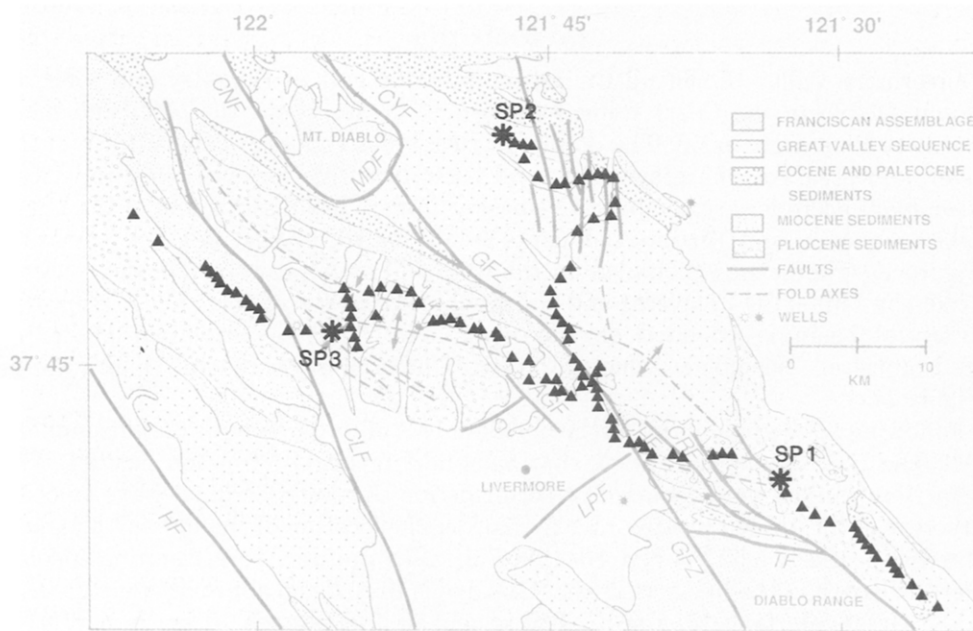 122°
121° 45'
121° 30'
CNF
CYF
SP2
MT. DIABLO
MDF
FRANCISCAN ASSEMBLAGE
GREAT VALLEY SEQUENCE
EOCENE AND PALEOCENE
SEDIMENTS
MIOCENE SEDIMENTS
PLIOCENE SEDIMENTS
FAULTS
FOLD AXES
WELLS
GFZ
SP3
37° 45'
0
10
KM
AGF
CLF
SP1
LIVERMORE
LPF
HF
GFZ
TF
DIABLO RANGE